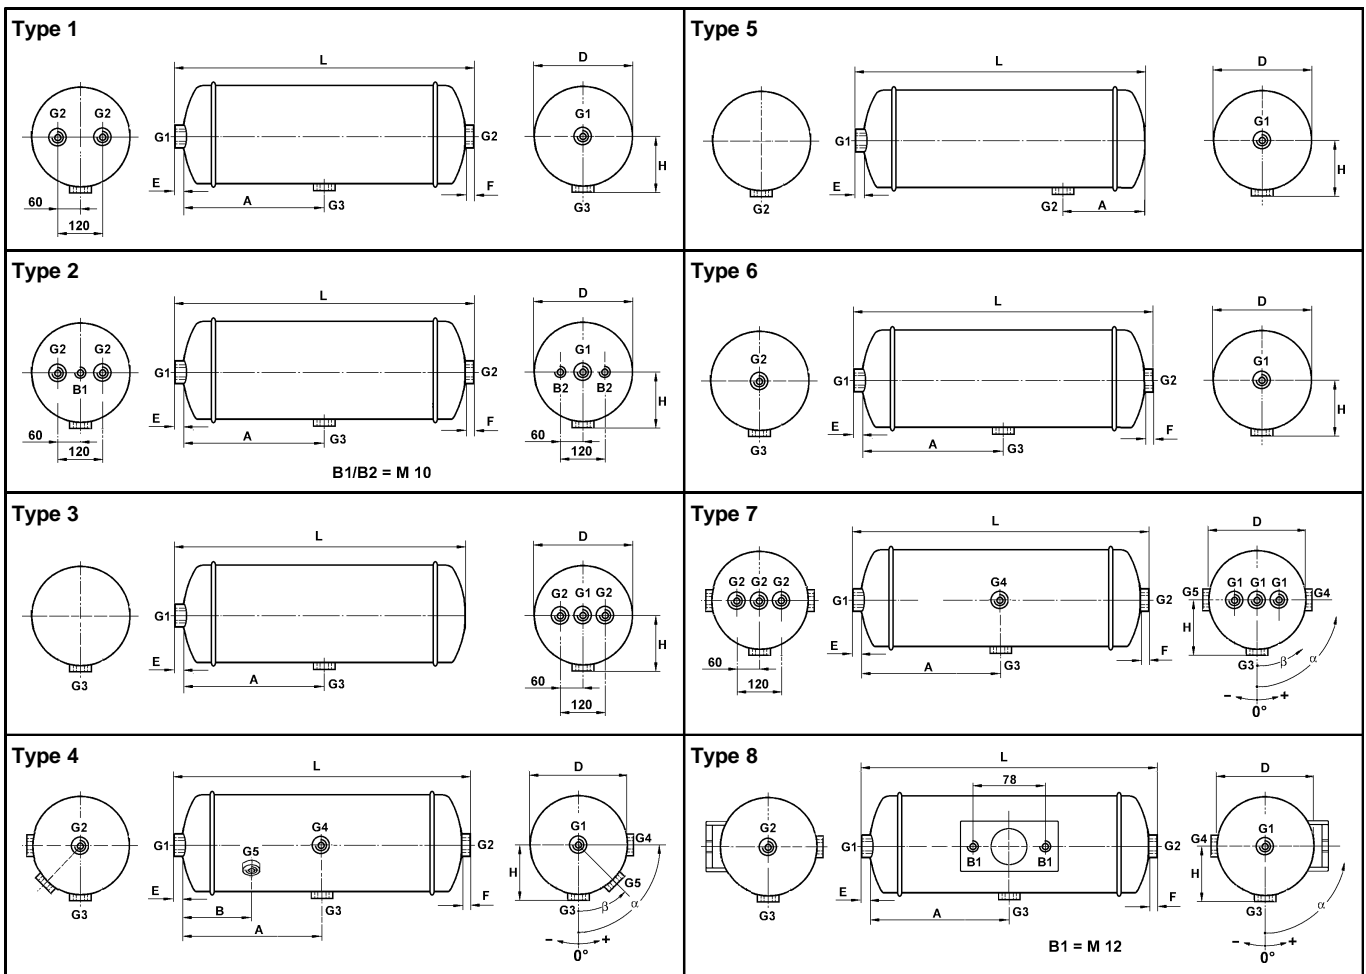 Type 1
L
D
G2 G2
G1
G1
G2
H
E
F
60
A
G3
G3
120
Type 5
L
D
G1
G1
H
E
G2
G2
A
Type 2
L
D
G2 G2
G1
G1
G2
B1
B2 B2
H
E
F
60
A
G3
60
120
120
B1/B2 = M 10
Type 6
L
D
G2
G1
G1
G2
H
E
F
G3
A
G3
Type 3
L
D
G2 G1 G2
G1
H
E
G3
A
G3
60
120
Type 7
L
D
G2 G2 G2
G4
G1 G1 G1
G1
G2
G5
G4
H
E
F
60
A
G3
G3
β
α
120
− +
0°
Type 4
L
D
G2
G4
G1
G1
G2
G4
G5
H
G5
E
F
G3
B
G3
G3
β
α
A
− +
0°
Type 8
L
78
D
G2
G1
G1
G2
G4
B1 B1
H
E
F
G3
A
G3
G3
α
− +
0°
B1 = M 12